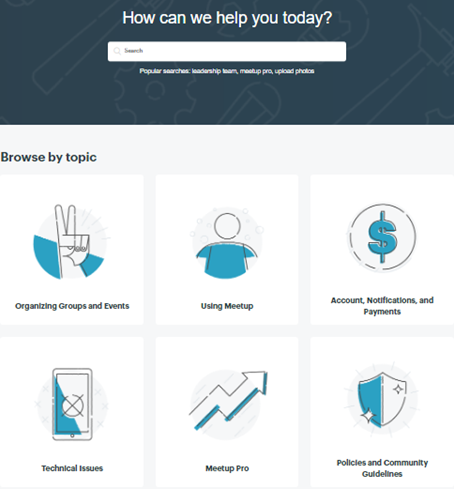 How can we help you today?
Search
Popular searches: leadership team, meetup pro, upload photos
Browse by topic
Organizing Groups and Events
Using Meetup
Account, Notifications, and
Payments
Technical Issues
Meetup Pro
Policies and Community
Guidelines